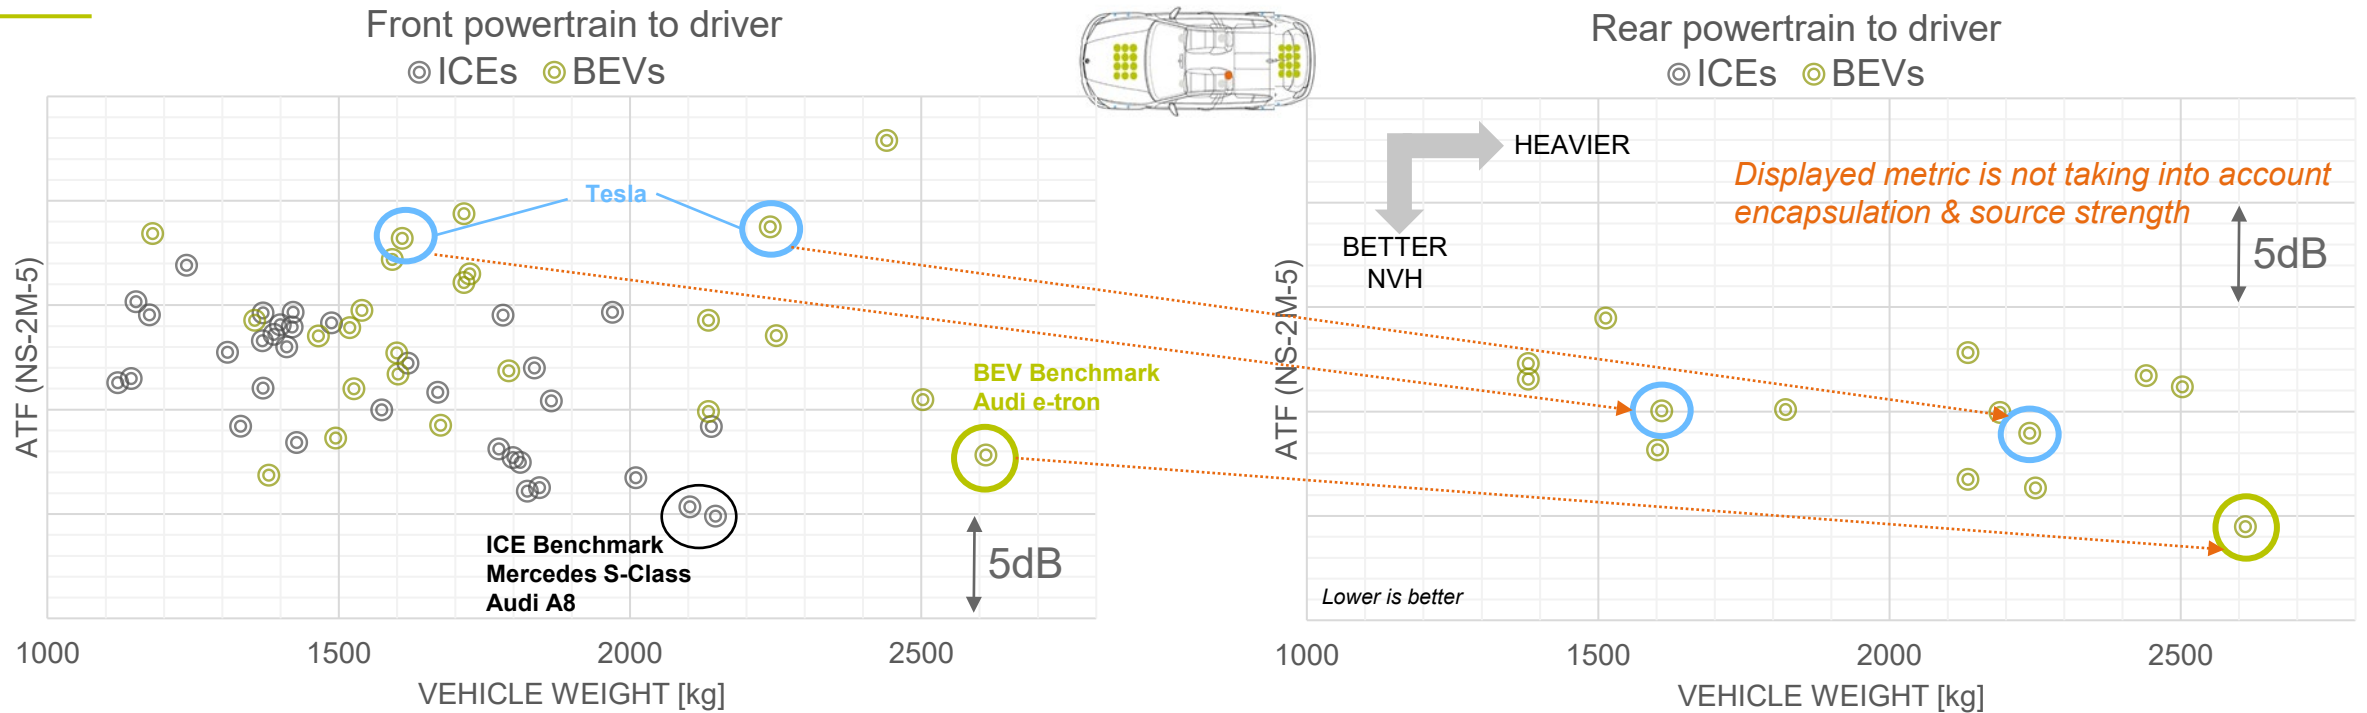 Front powertrain to driver
ICEs BEVs
ATF (NS-2M-5)
Tesla
BEV Benchmark
Audi e-tron
ICE Benchmark
Mercedes S-Class
Audi A8
5dB
1000 1500 2000 2500
VEHICLE WEIGHT [kg]
Rear powertrain to driver
ICEs BEVs
HEAVIER
BETTER
NVH
Displayed metric is not taking into account
encapsulation & source strength
5dB
ATF (NS-2M-5)
Lower is better
1000 1500 2000 2500
VEHICLE WEIGHT [kg]